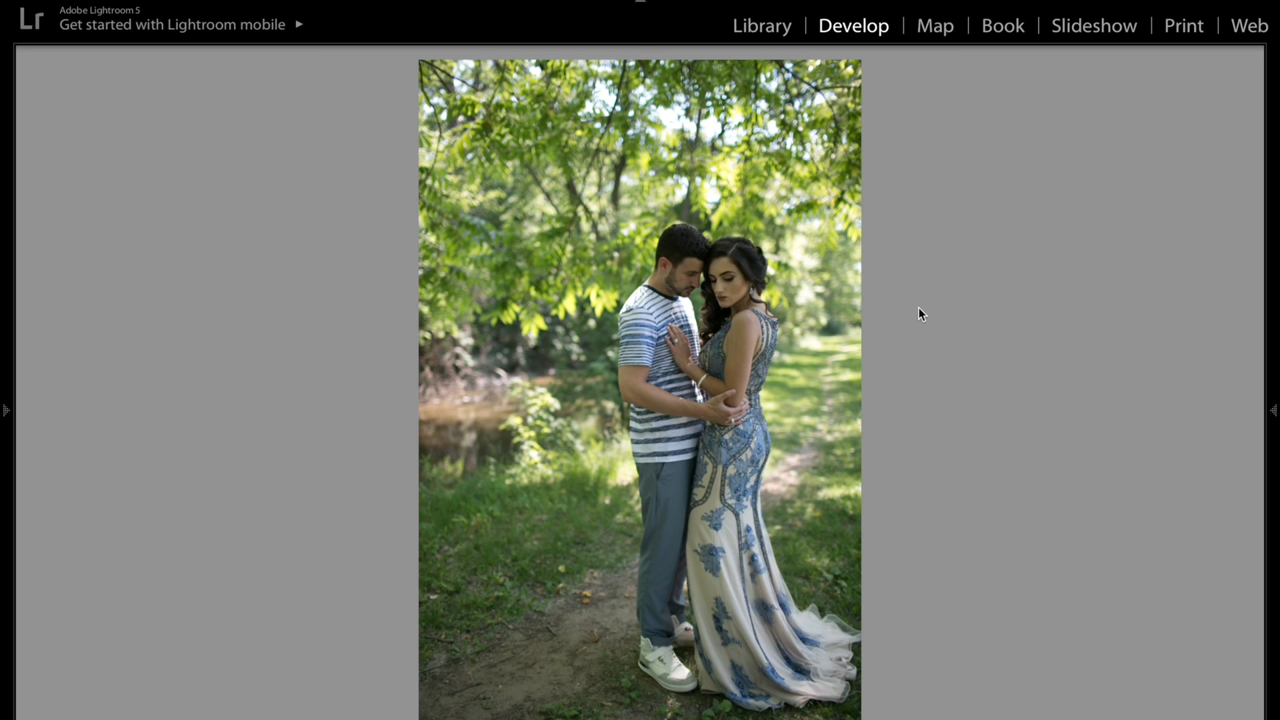 Lr
Adobe Lightroom 5
Get started with Lightroom mobile ▶
Library | Develop | Map | Book | Slideshow | Print | Web